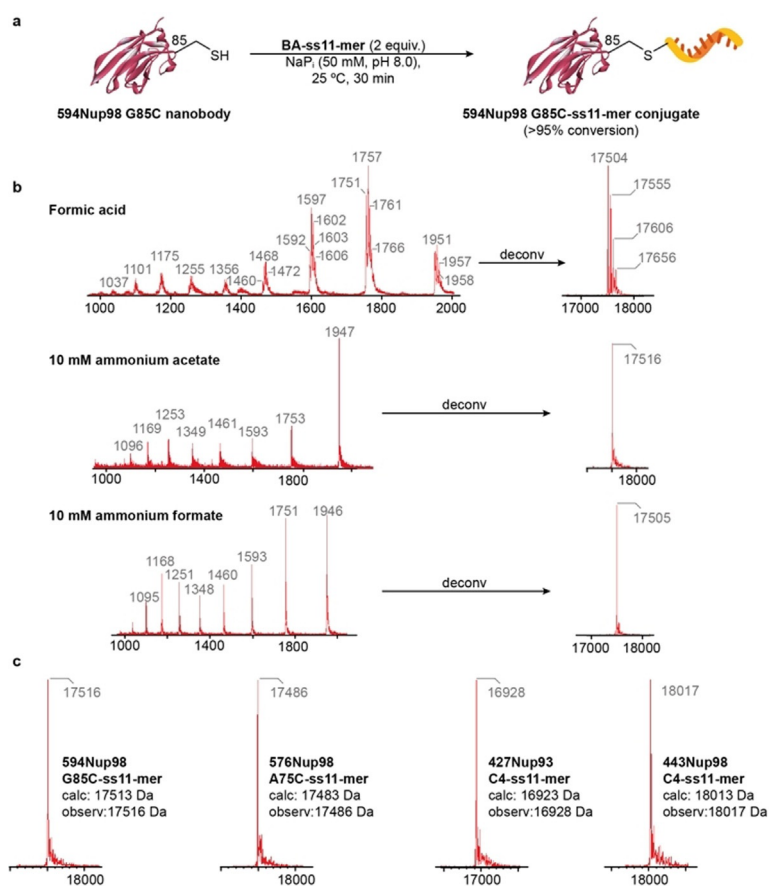 a
85
SH
BA-ss11-mer (2 equiv.)
NaPi (50 mM, pH 8.0),
25 ºC, 30 min
85
S
594Nup98 G85C nanobody
594Nup98 G85C-ss11-mer conjugate
(>95% conversion)
b
Formic acid
1037
1101
1175
1255
1356
1460
1468
1472
1592
1597
1602
1603
1606
1751
1757
1761
1766
1951
1957
1958
1000 1200 1400 1600 1800 2000
deconv
17504
17555
17606
17656
17000 18000
10 mM ammonium acetate
1096
1169
1253
1349
1461
1593
1753
1947
1000 1400 1800
deconv
17516
18000
10 mM ammonium formate
1095
1168
1251
1348
1460
1593
1751
1946
1000 1400 1800
deconv
17505
17000 18000
c
17516
594Nup98
G85C-ss11-mer
calc: 17513 Da
observ:17516 Da
18000
17486
576Nup98
A75C-ss11-mer
calc: 17483 Da
observ:17486 Da
18000
16928
427Nup93
C4-ss11-mer
calc: 16923 Da
observ:16928 Da
17000
18017
443Nup98
C4-ss11-mer
calc: 18013 Da
observ:18017 Da
18000